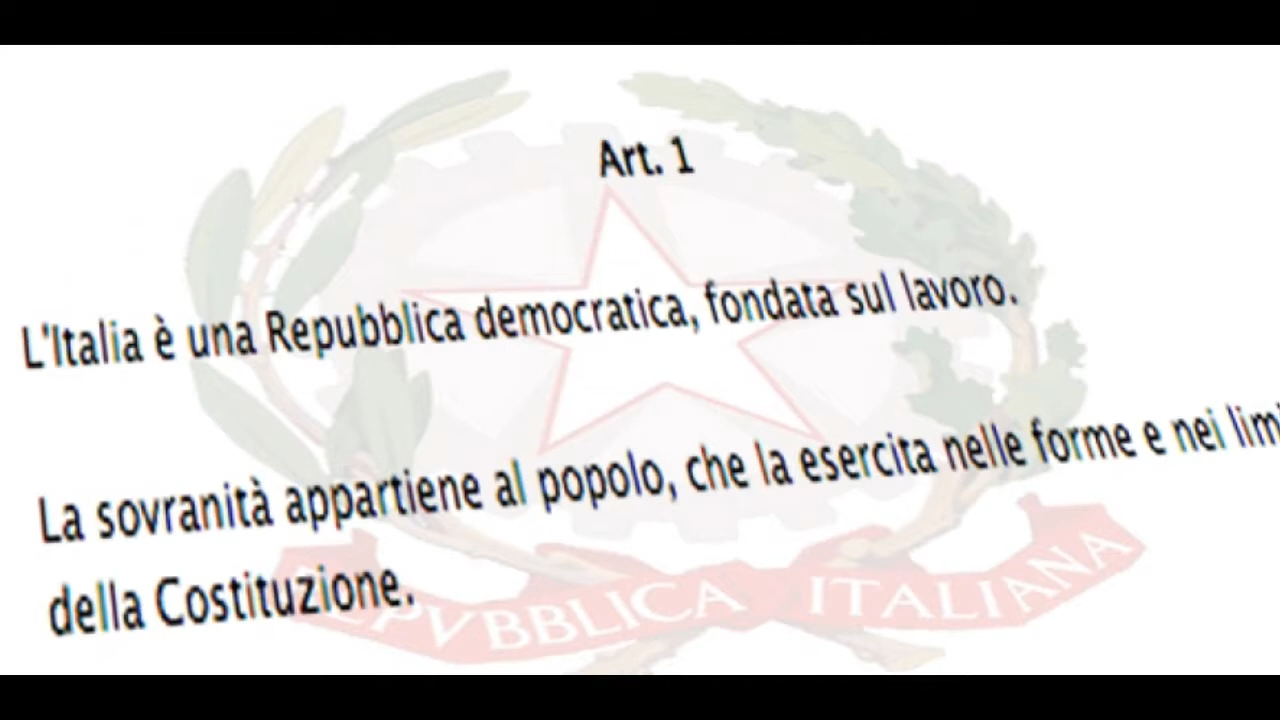 Art. 1
L'Italia è una Repubblica democratica, fondata sul lavoro.
La sovranità appartiene al popolo, che la esercita nelle forme e nei
della Costituzione.
REPVBBLICA ITALIANA